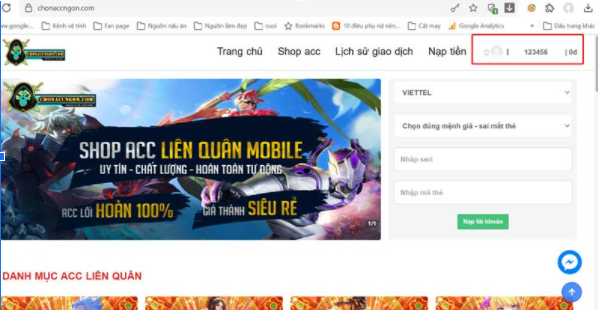 chonaccngon.com
Kênh vệ tinh
Fan page
Nguồn nấu ăn
Nguồn làm đẹp
cuoi
Bookmarks
10 điều phụ nữ nên...
Cắt may
Google Analytics
»
Dấu trang khác
Trang chủ
Shop acc
Lịch sử giao dịch
Nạp tiền
123456
| 0đ
CHONACCNGON.COM
SHOP ACC LIÊN QUÂN MOBILE
UY TÍN - CHẤT LƯỢNG - HOÀN TOÀN TỰ ĐỘNG
ACC LỖI HOÀN 100%
GIÁ THÀNH SIÊU RẺ
1/1
VIETTEL
Chọn đúng mệnh giá - sai mất thẻ
Nhập seri
Nhập mã thẻ
Nạp tài khoản
DANH MỤC ACC LIÊN QUÂN